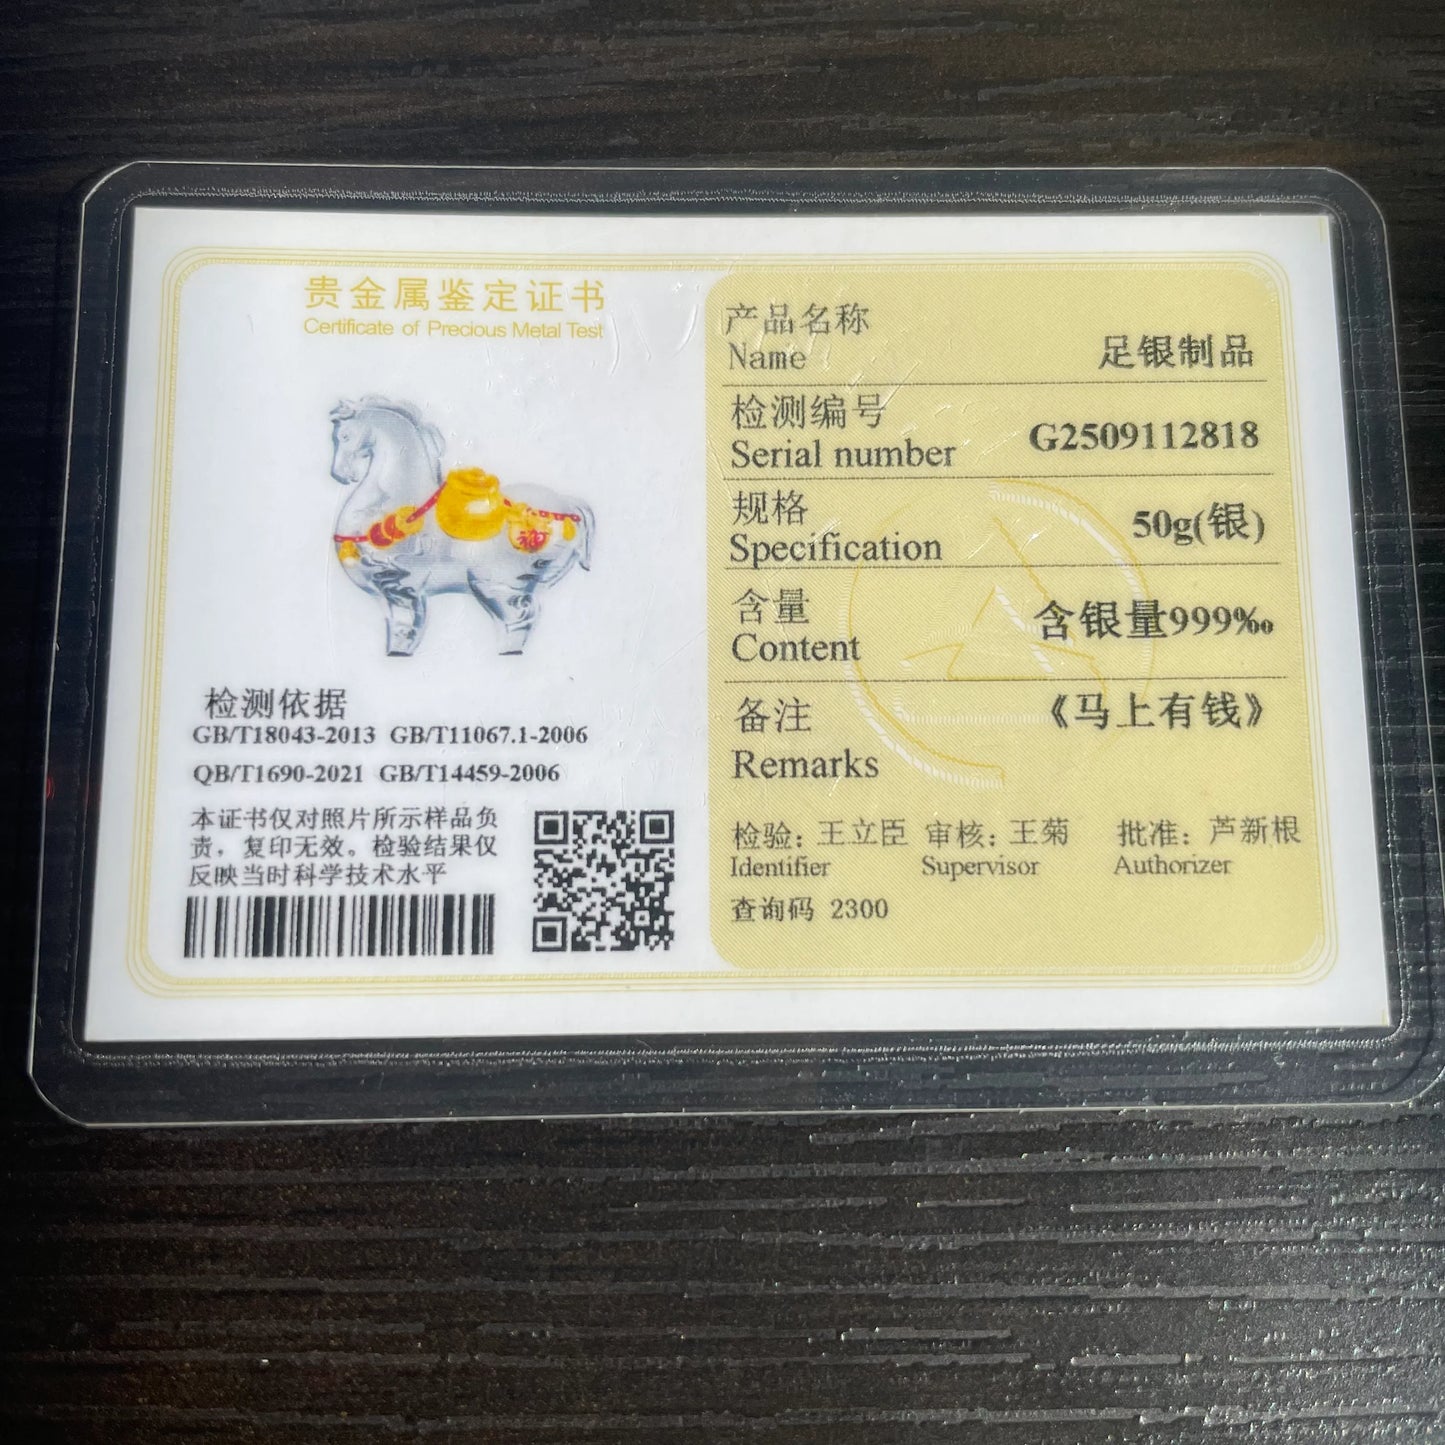 贵金属鉴定证书
Certificate of Precious Metal Test
福
检测依据
GB/T18043-2013 GB/T11067.1-2006
QB/T1690-2021 GB/T14459-2006
本证书仅对照片所示样品负
责，复印无效。检验结果仅
反映当时科学技术水平
产品名称
Name
足银制品
检测编号
Serial number
G2509112818
规格
Specification
50g(银)
含量
Content
含银量999‰
备注
Remarks
《马上有钱》
检验: 王立臣 审核: 王菊 批准: 芦新根
Identifier Supervisor Authorizer
查询码 2300